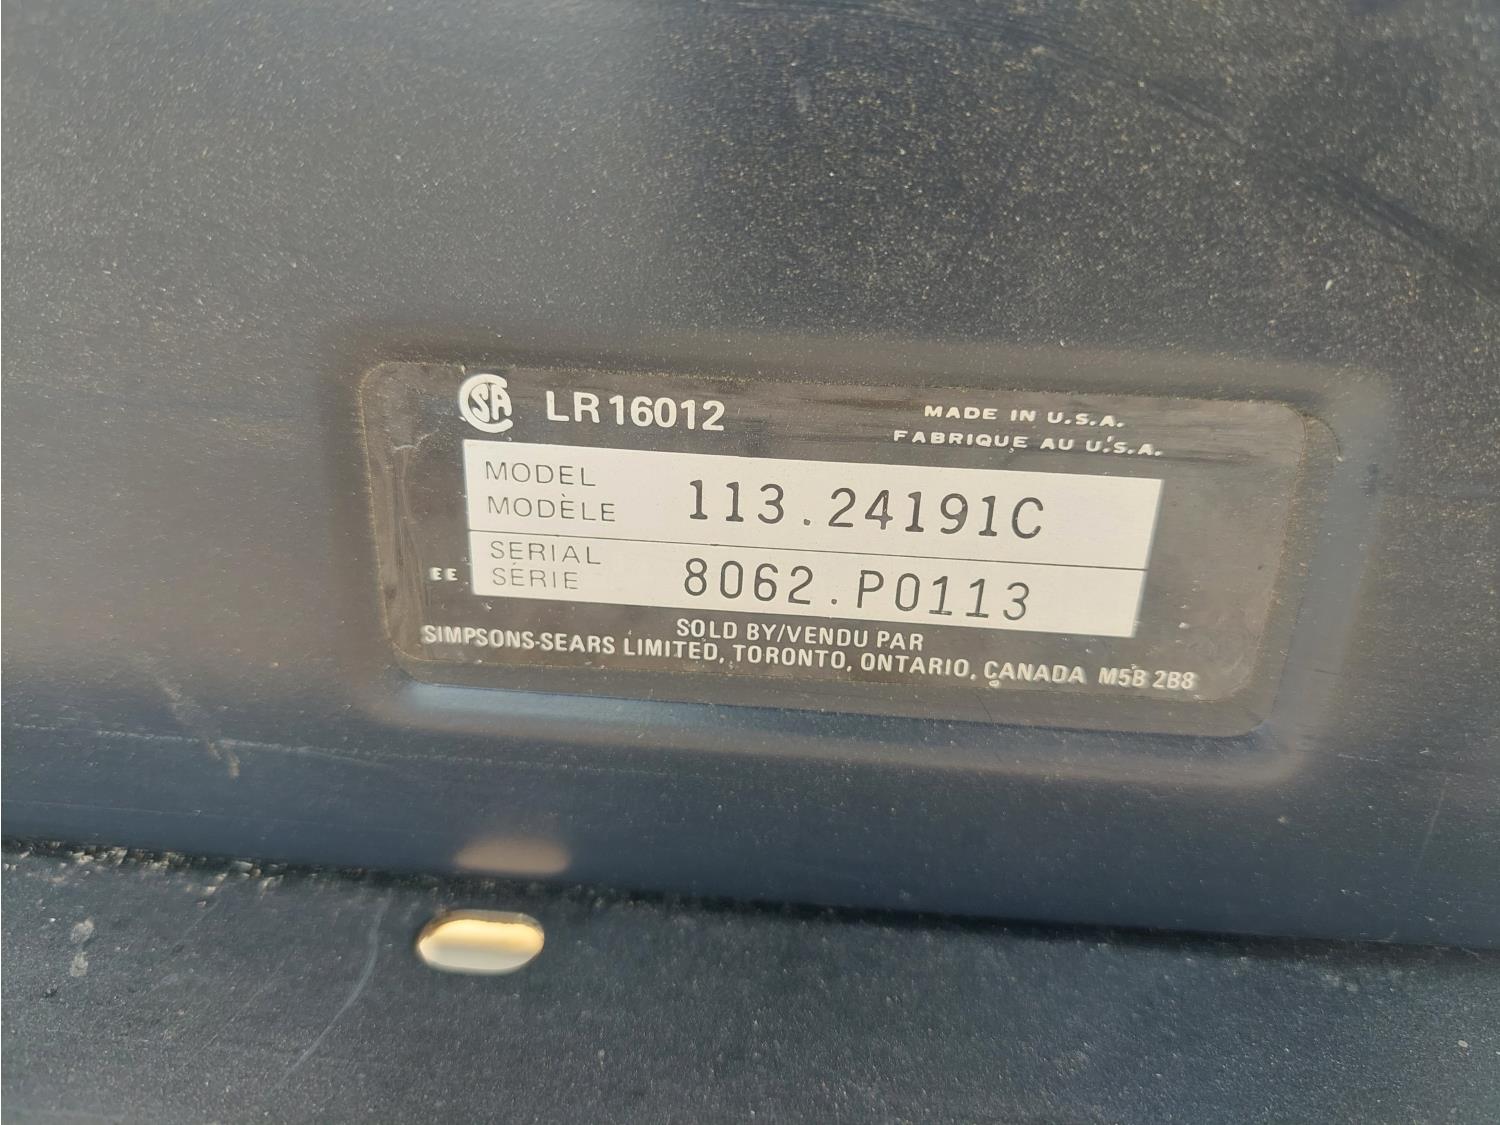 CSA LR 16012
MADE IN U.S.A.
FABRIQUE AU U.S.A.
MODEL
MODÈLE
113.24191C
SERIAL
SÉRIE
8062.P0113
EE
SOLD BY/VENDU PAR
SIMPSONS-SEARS LIMITED, TORONTO, ONTARIO, CANADA M5B 2B8